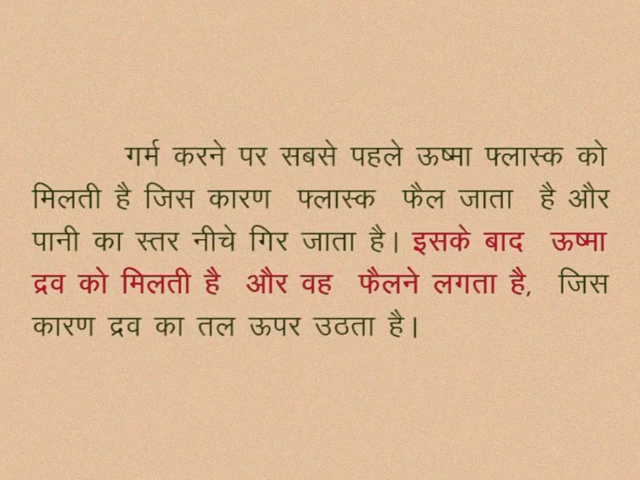 गर्म करने पर सबसे पहले ऊष्मा फ्लास्क को
मिलती है जिस कारण फ्लास्क फैल जाता है और
पानी का स्तर नीचे गिर जाता है। इसके बाद ऊष्मा
द्रव को मिलती है और वह फैलने लगता है, जिस
कारण द्रव का तल ऊपर उठता है।